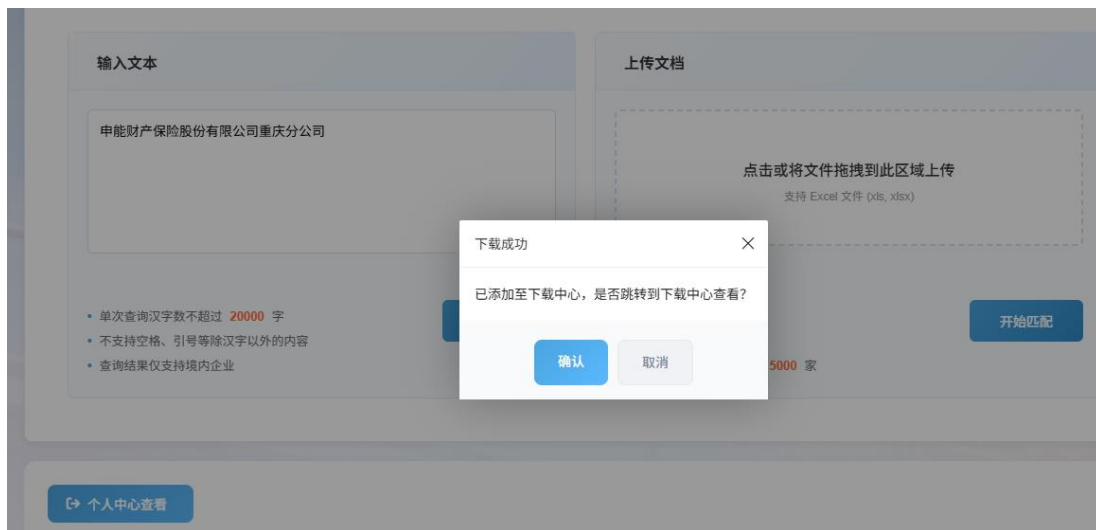 输入文本
申能财产保险股份有限公司重庆分公司
单次查询汉字数不超过 20000 字
不支持空格、引号等除汉字以外的内容
查询结果仅支持境内企业
上传文档
点击或将文件拖拽到此区域上传
支持 Excel 文件 (xls, xlsx)
开始匹配
5000 家
下载成功
已添加至下载中心，是否跳转到下载中心查看？
确认
取消
个人中心查看